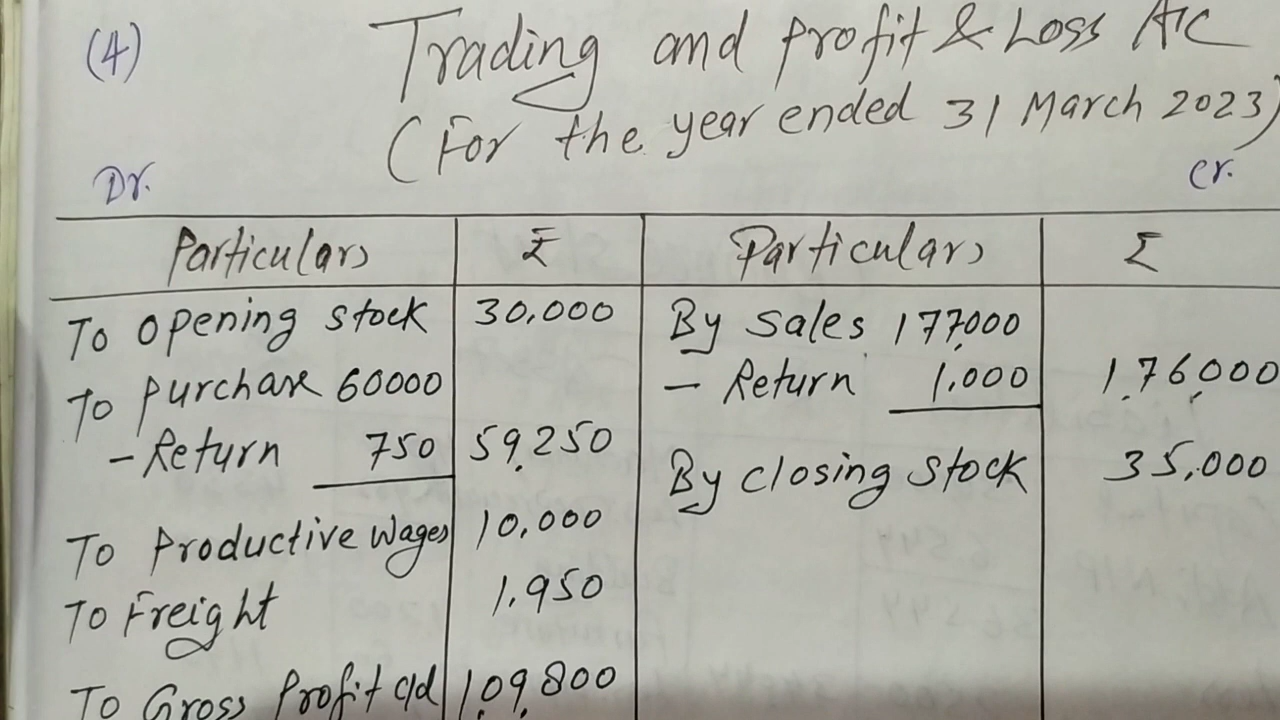 (4)
Trading and profit & Loss A/C
(For the year ended 31 March 2023)
Dr.
Cr.
Particulars ₹ Particulars ₹
To opening stock 30,000 By sales 177,000
- Return 1,000 1,76,000
To purchase 60000
- Return 750 59,250
By closing stock 35,000
To Productive wages 10,000
To Freight 1,950
To Gross Profit c/d 1,09,800